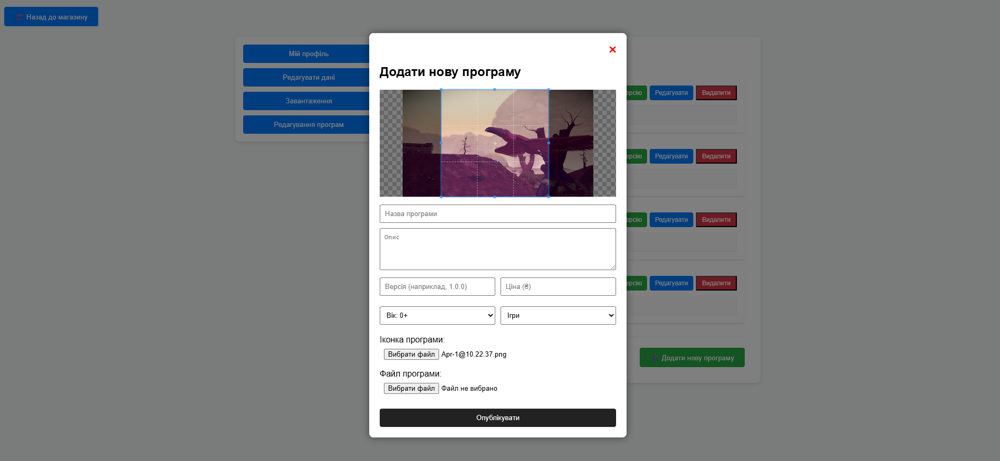 Назад до магазину
Мій профіль
Редагувати дані
Завантаження
Редагування програм
×
Додати нову програму
Назва програми
Опис
Версія (наприклад, 1.0.0) Ціна (₴)
Вік: 0+ Ігри
Іконка програми:
Вибрати файл Apr-1@10.22.37.png
Файл програми:
Вибрати файл Файл не вибрано
Опублікувати
ерсію Редагувати Видалити
ерсію Редагувати Видалити
ерсію Редагувати Видалити
ерсію Редагувати Видалити
Додати нову програму